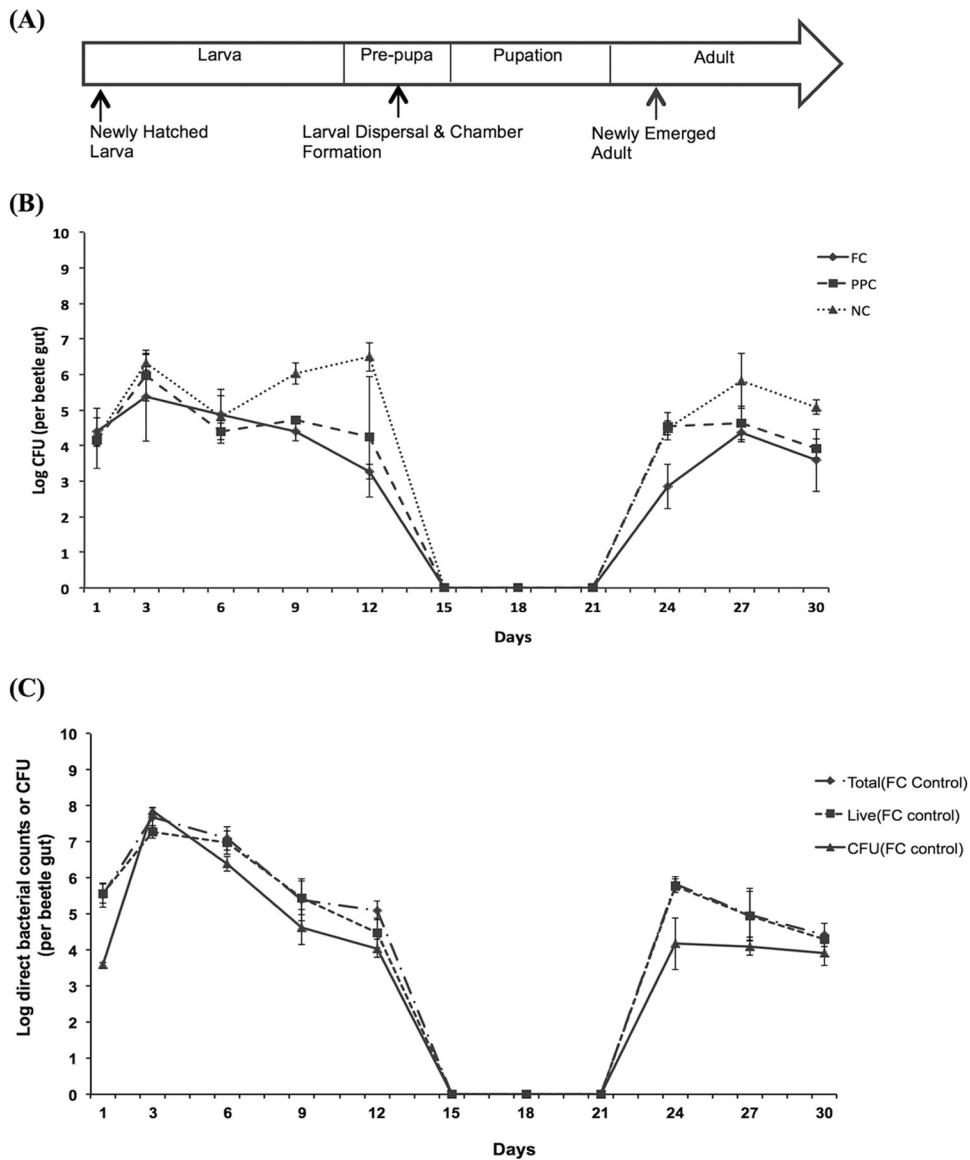 (A)
Larva
Pre-pupa
Pupation
Adult
Newly Hatched
Larva
Larval Dispersal & Chamber
Formation
Newly Emerged
Adult
(B)
Log CFU (per beetle gut)
10
9
8
7
6
5
4
3
2
1
0
1 3 6 9 12 15 18 21 24 27 30
Days
FC
PPC
NC
(C)
Log direct bacterial counts or CFU
(per beetle gut)
10
9
8
7
6
5
4
3
2
1
0
1 3 6 9 12 15 18 21 24 27 30
Days
Total(FC Control)
Live(FC control)
CFU(FC control)